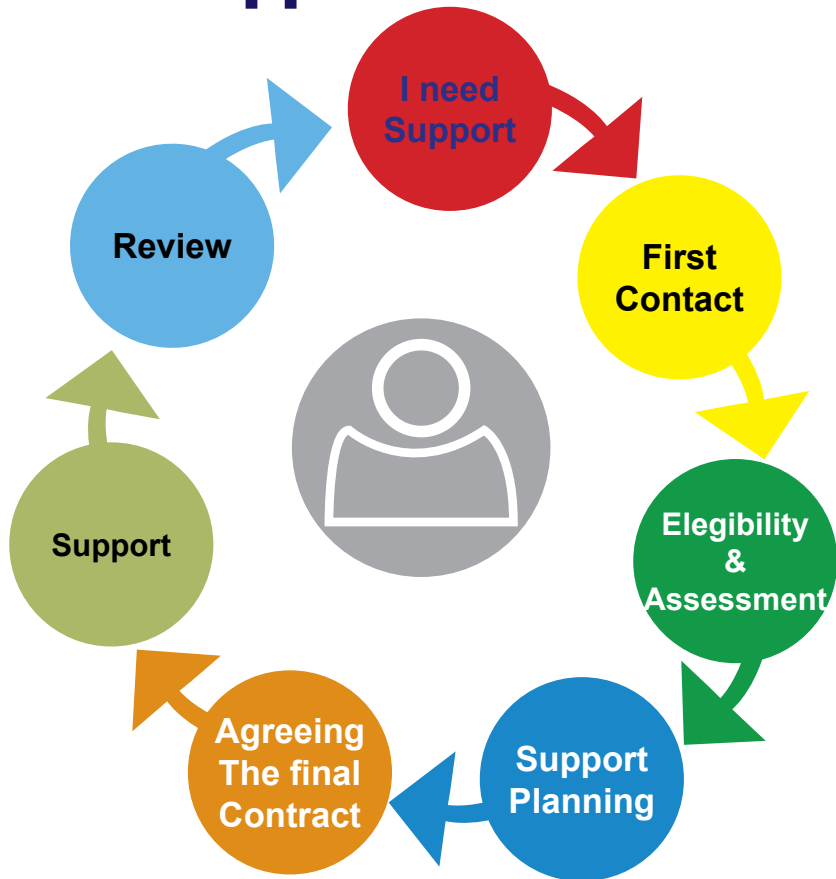 I need
Support
First
Contact
Elegibility
&
Assessment
Support
Planning
Agreeing
The final
Contract
Support
Review